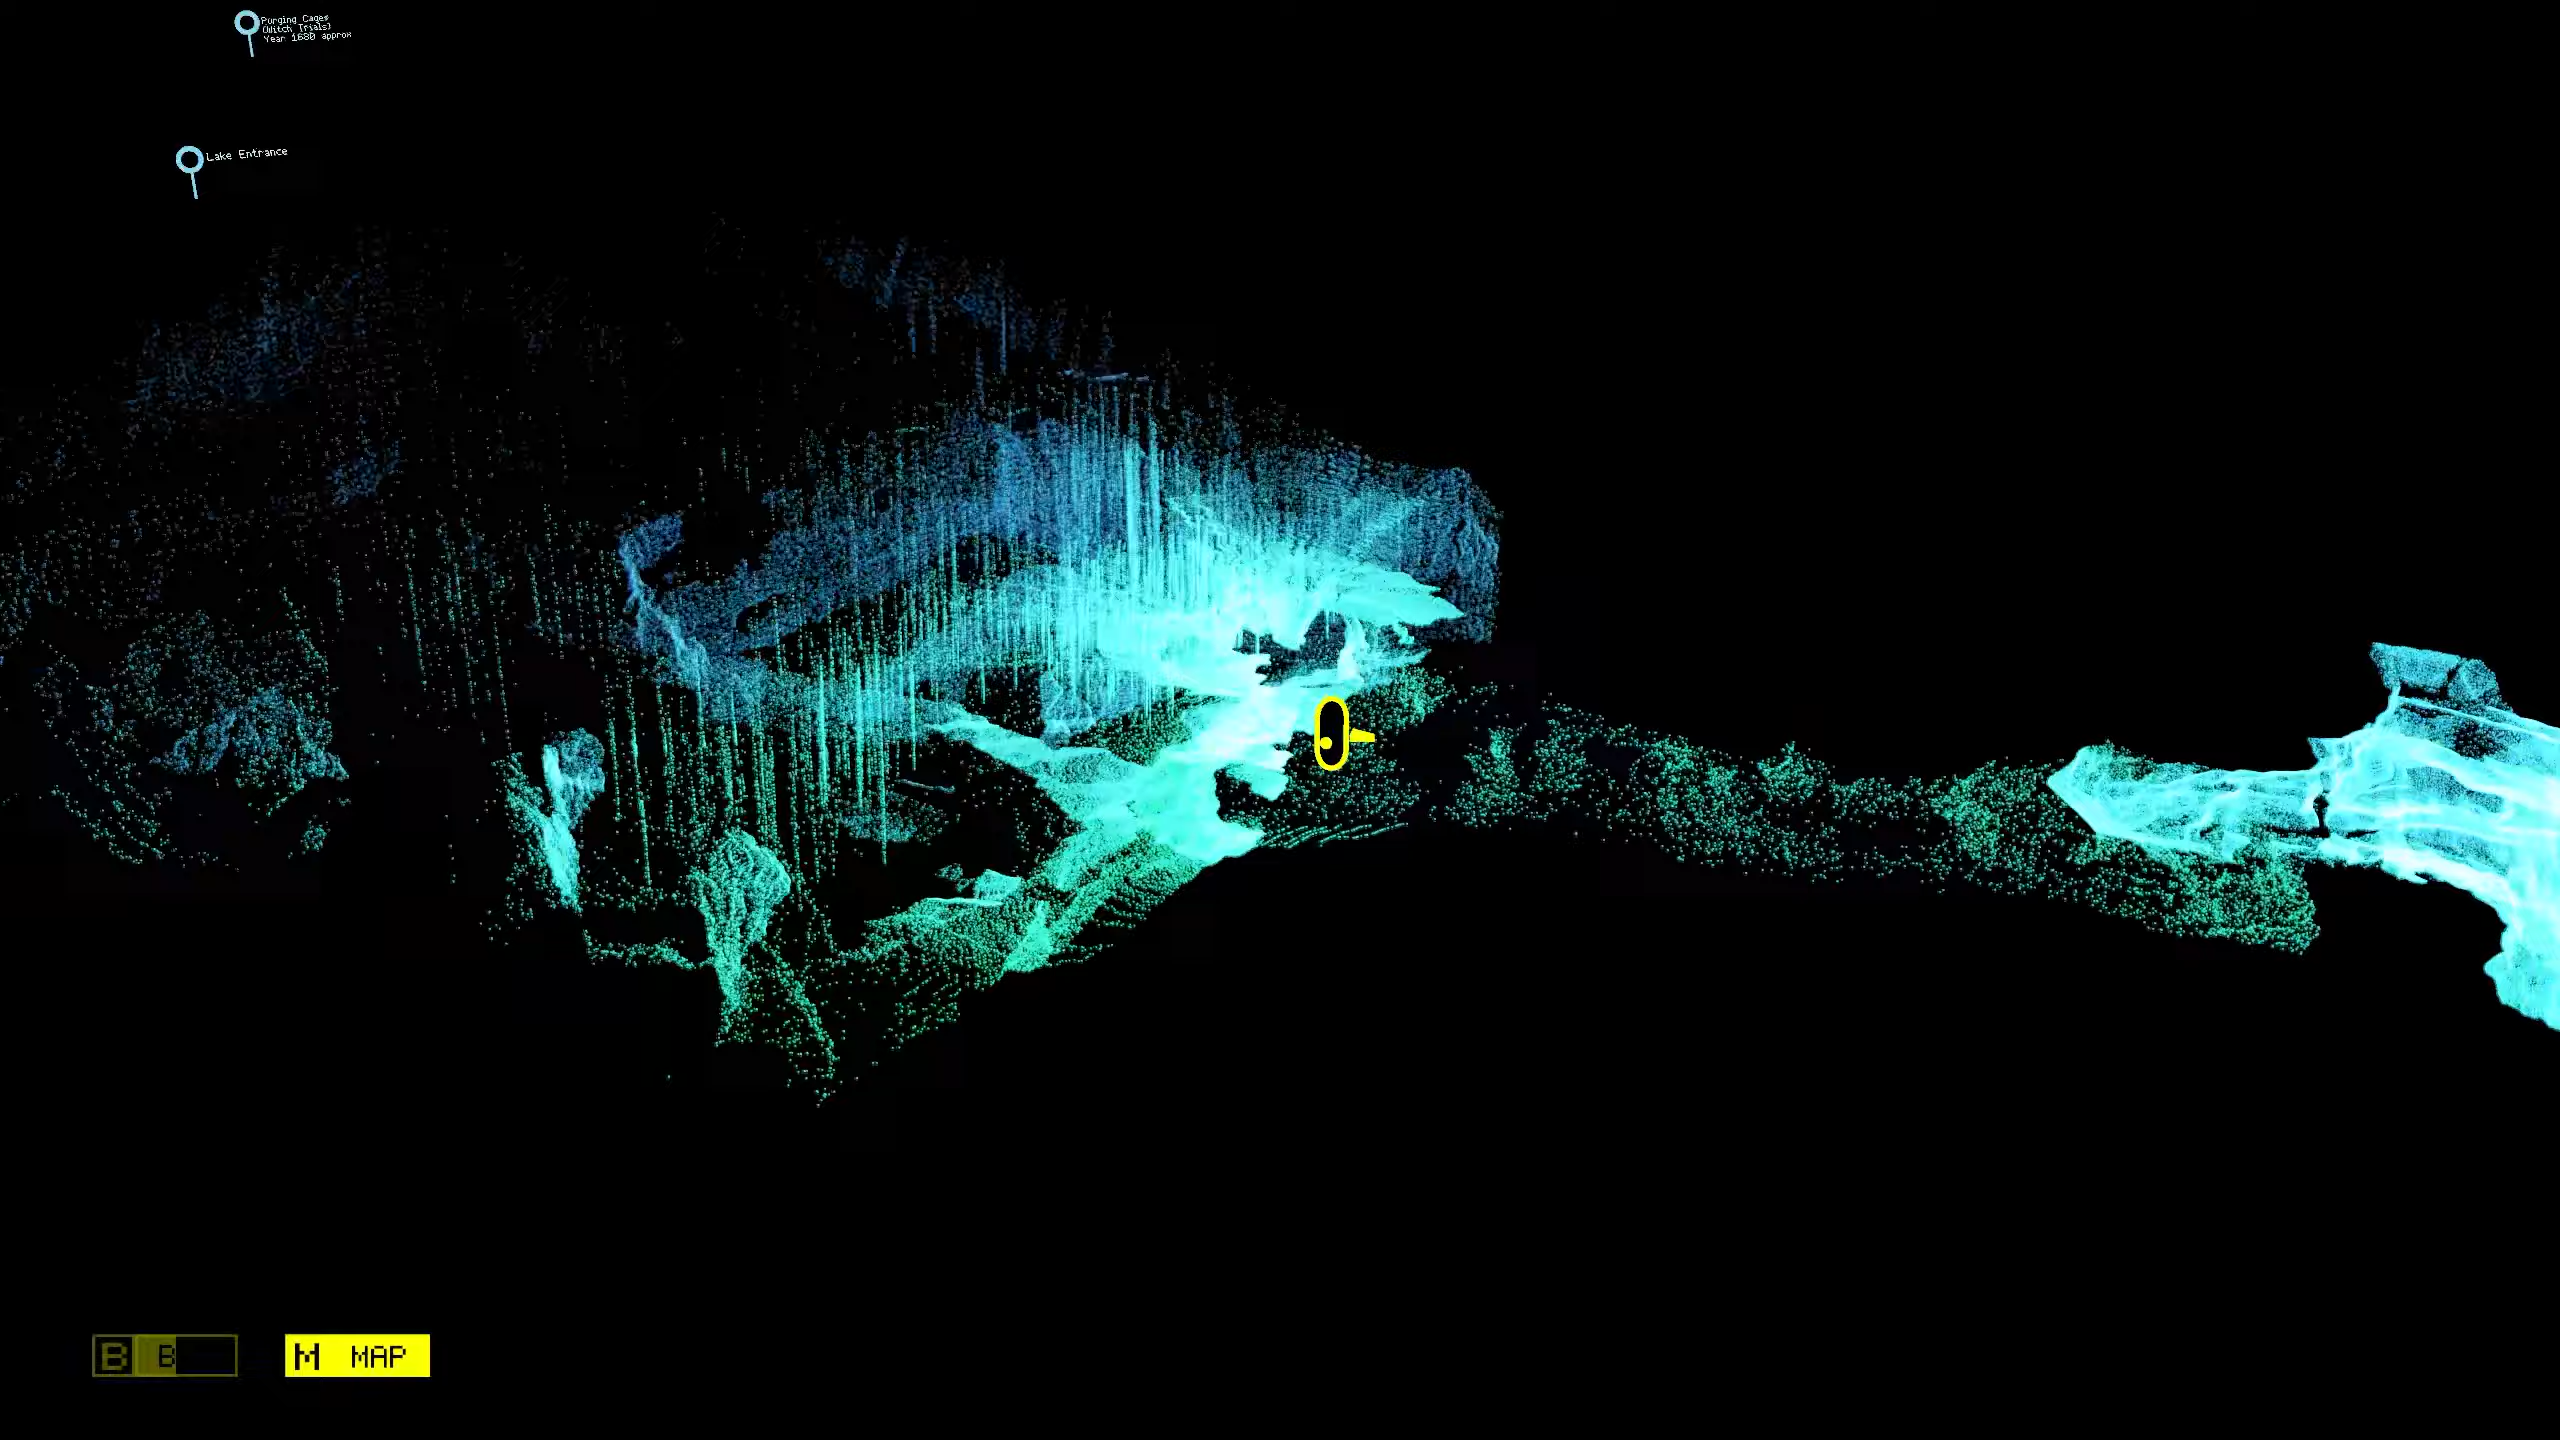 Purging Cages
(Witch Trials)
Year 1680 approx
Lake Entrance
B B
M MAP